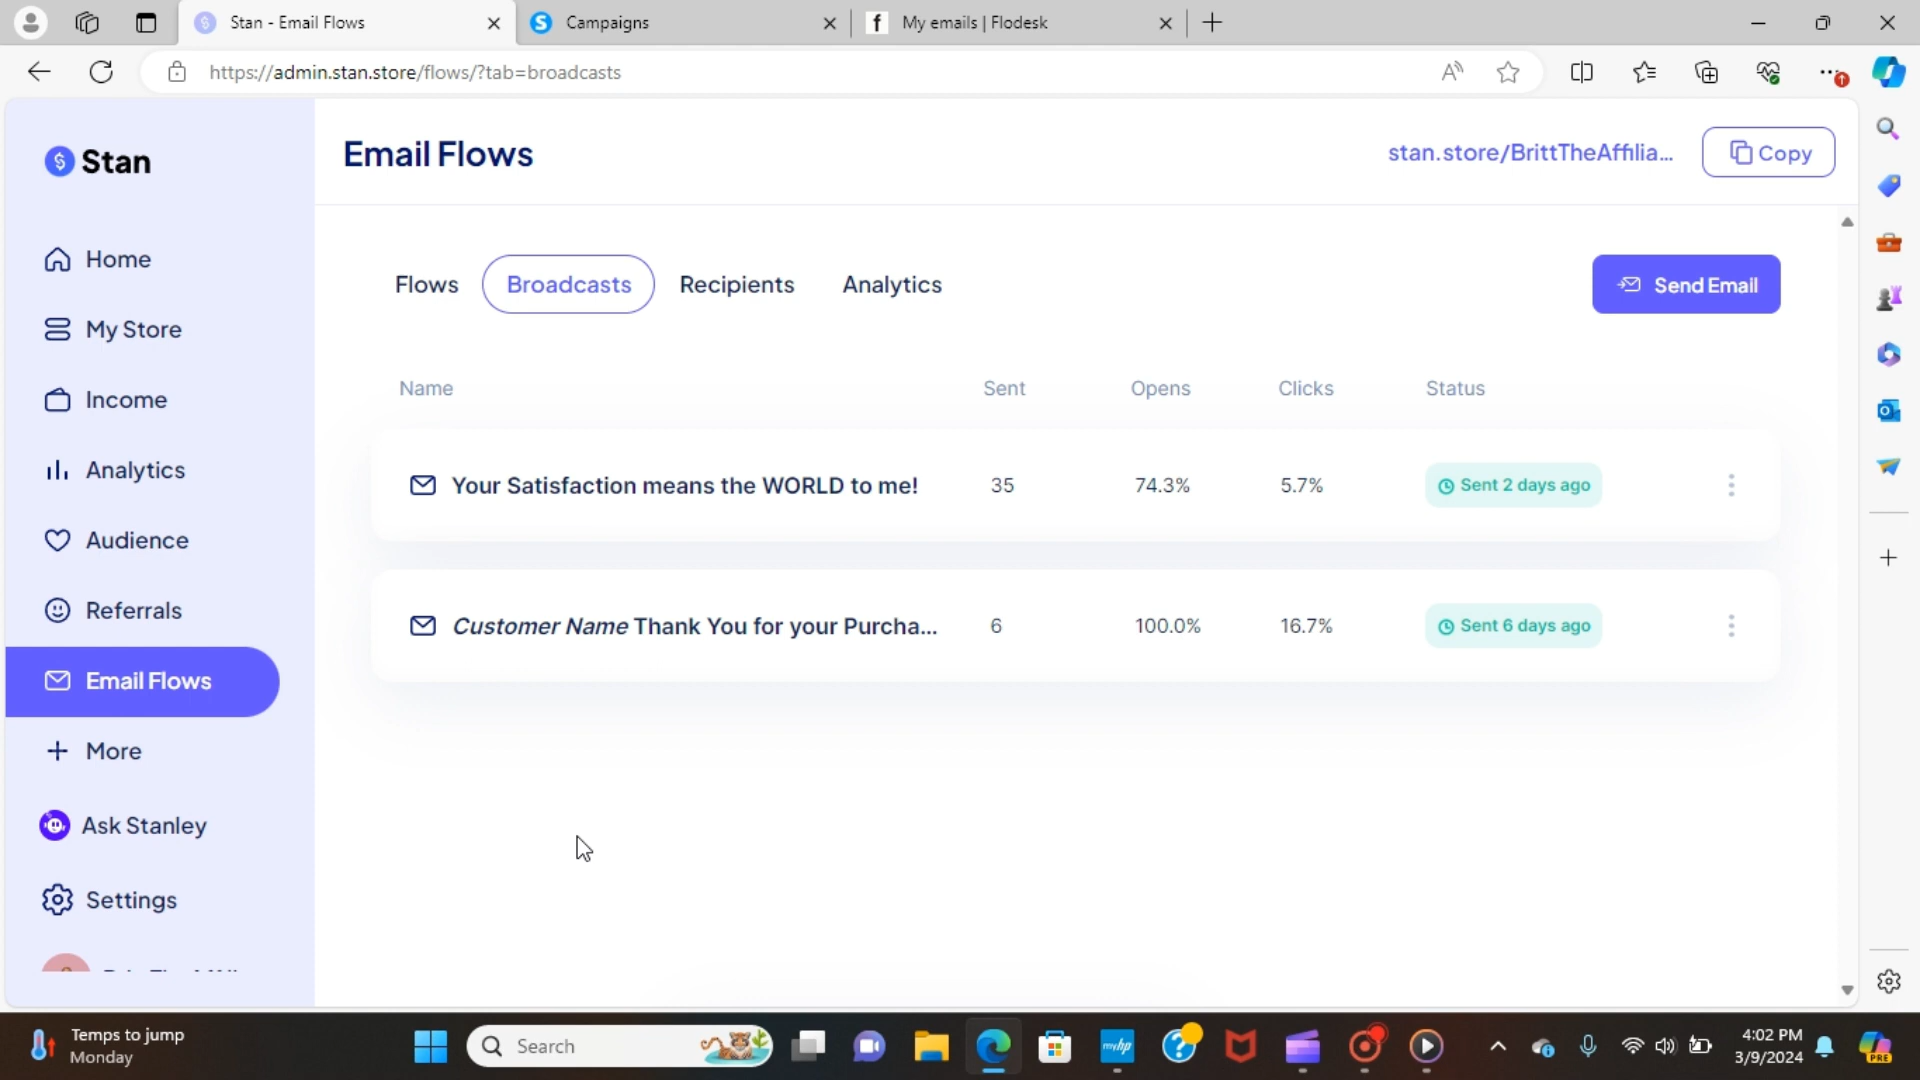 Stan - Email Flows
Campaigns
f My emails | Flodesk
https://admin.stan.store/flows/?tab=broadcasts
Stan
Email Flows
stan.store/BrittTheAffilia...
Copy
Home
My Store
Income
Analytics
Audience
Referrals
Email Flows
More
Ask Stanley
Settings
Flows
Broadcasts
Recipients
Analytics
Send Email
Name
Sent
Opens
Clicks
Status
Your Satisfaction means the WORLD to me!
35
74.3%
5.7%
Sent 2 days ago
Customer Name Thank You for your Purcha...
6
100.0%
16.7%
Sent 6 days ago
Temps to jump
Monday
Search
myhp
4:02 PM
3/9/2024
PRE